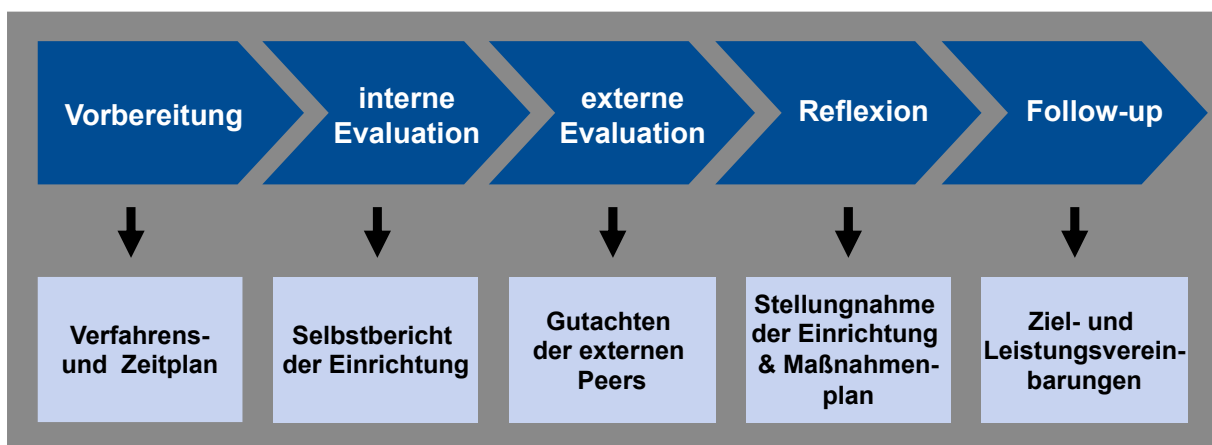 Vorbereitung
interne
Evaluation
externe
Evaluation
Reflexion
Follow-up
Verfahrens-
und Zeitplan
Selbstbericht
der Einrichtung
Gutachten
der externen
Peers
Stellungnahme
der Einrichtung
& Maßnahmen-
plan
Ziel- und
Leistungsverein-
barungen